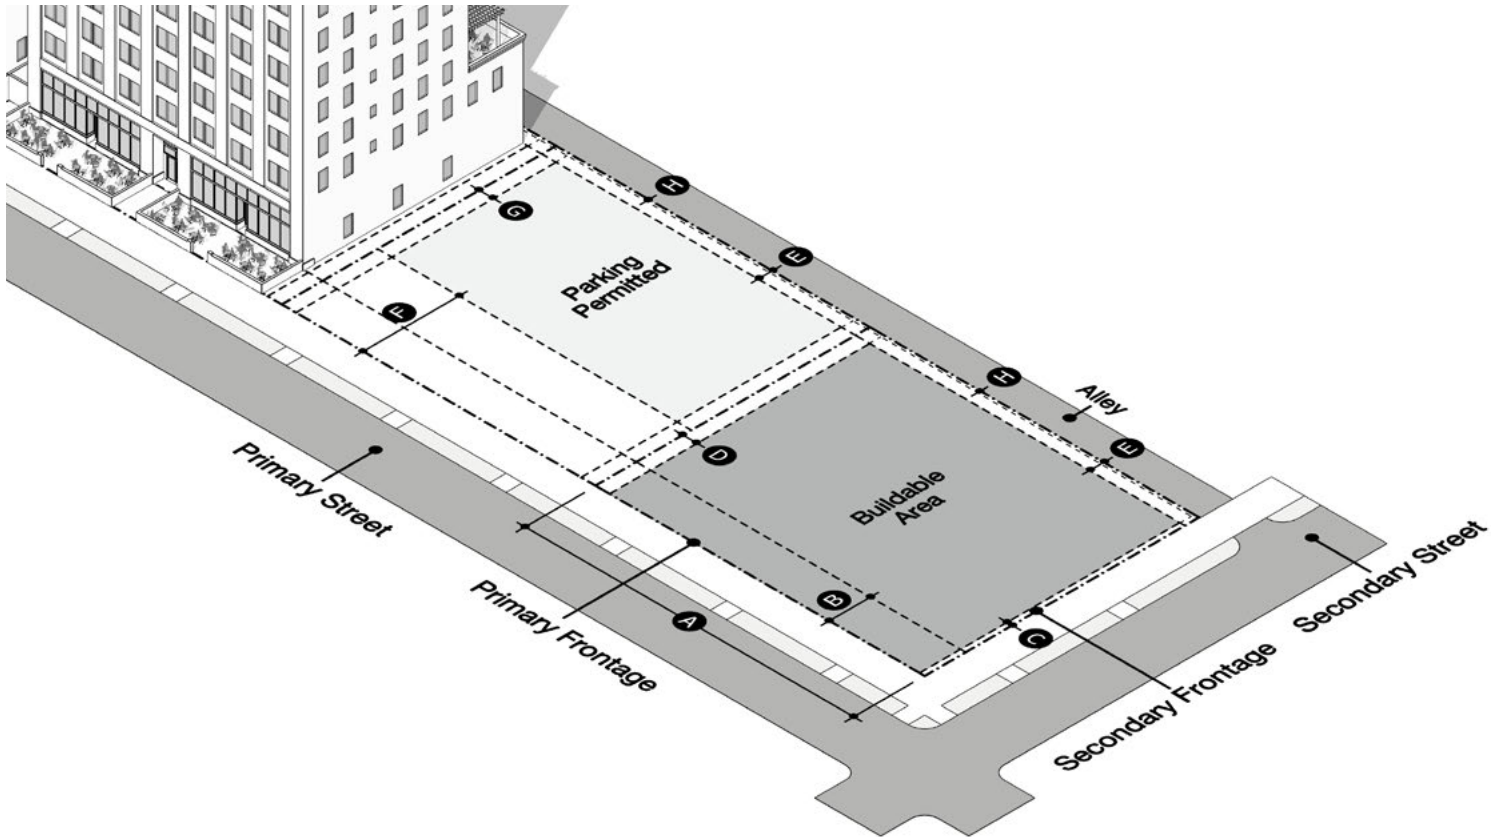 H
G
E
Parking
Permitted
F
H
Alley
E
D
Buildable
Area
Primary Street
Secondary Street
B
Primary Frontage
A
C
Secondary Frontage